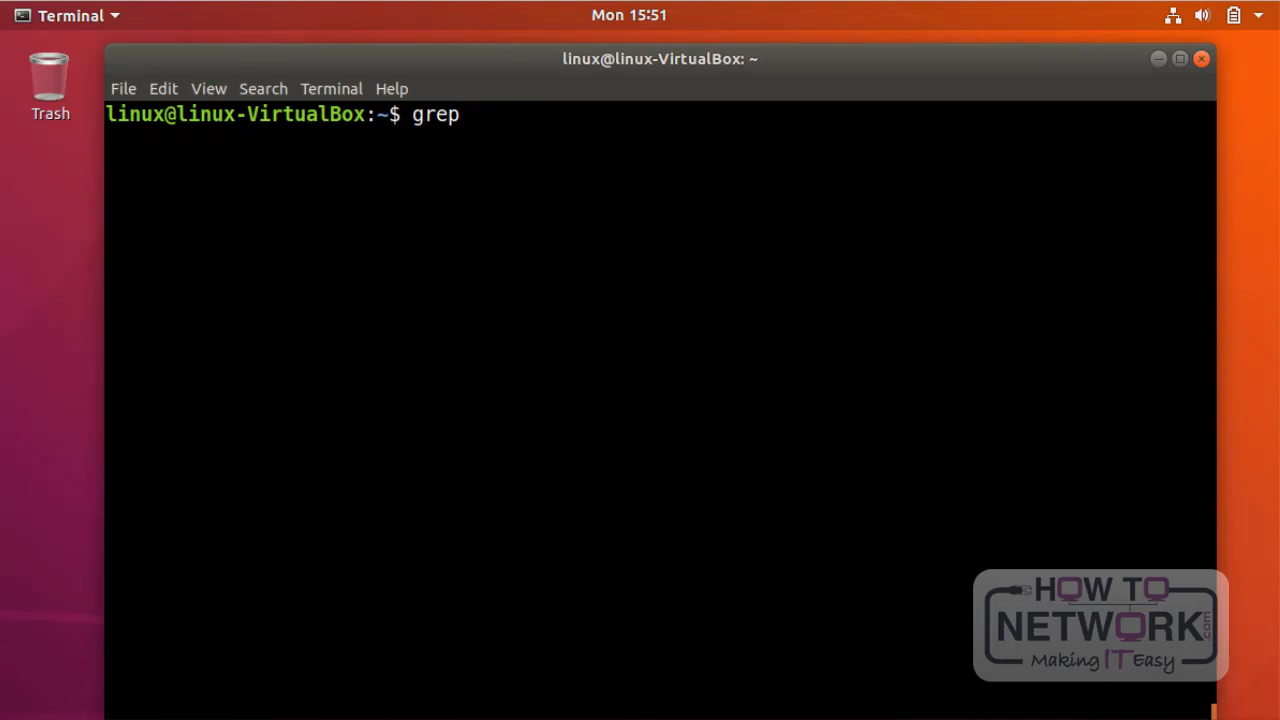 Terminal
Mon 15:51
Trash
linux@linux-VirtualBox: ~
File Edit View Search Terminal Help
linux@linux-VirtualBox:~$ grep
HOW TO
NETWORK.com
Making IT Easy